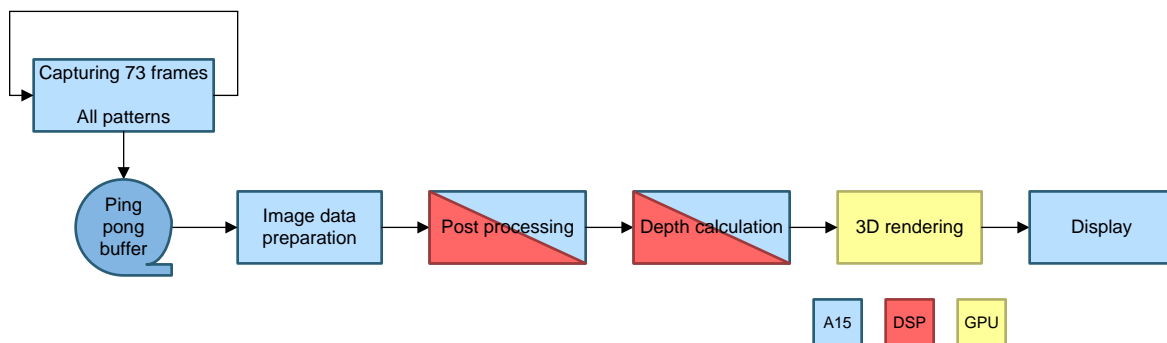 Capturing 73 frames
All patterns
Ping
pong
buffer
Image data
preparation
Post processing
Depth calculation
3D rendering
Display
A15
DSP
GPU